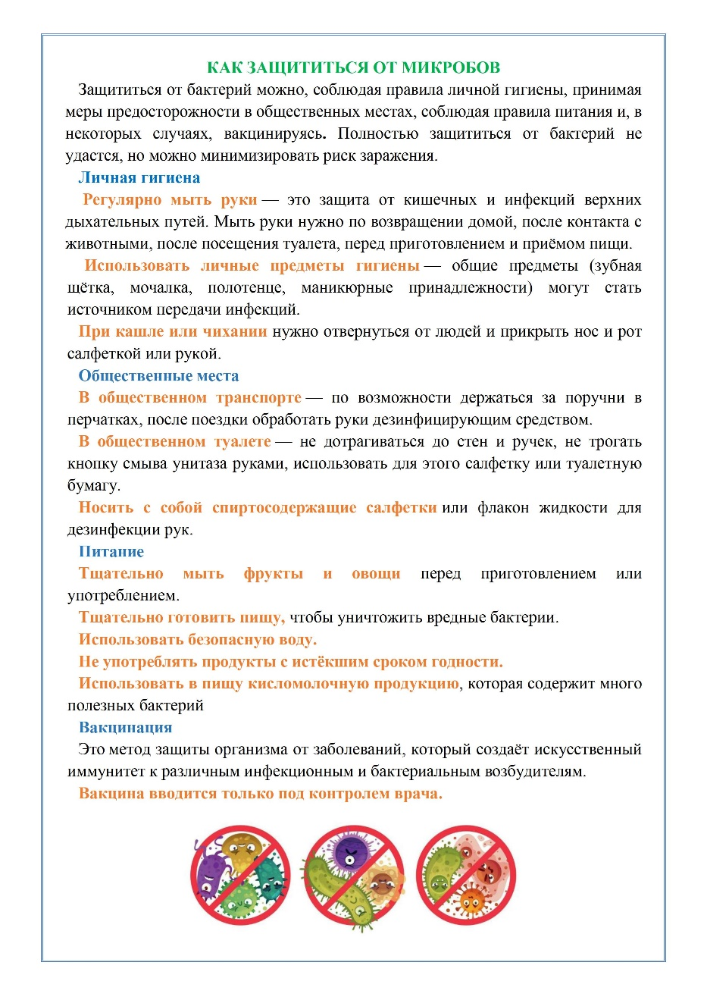 КАК ЗАЩИТИТЬСЯ ОТ МИКРОБОВ
Защититься от бактерий можно, соблюдая правила личной гигиены, принимая
меры предосторожности в общественных местах, соблюдая правила питания и, в
некоторых случаях, вакцинируясь. Полностью защититься от бактерий не
удастся, но можно минимизировать риск заражения.
Личная гигиена
Регулярно мыть руки — это защита от кишечных и инфекций верхних
дыхательных путей. Мыть руки нужно по возвращении домой, после контакта с
животными, после посещения туалета, перед приготовлением и приёмом пищи.
Использовать личные предметы гигиены — общие предметы (зубная
щётка, мочалка, полотенце, маникюрные принадлежности) могут стать
источником передачи инфекций.
При кашле или чихании нужно отвернуться от людей и прикрыть нос и рот
салфеткой или рукой.
Общественные места
В общественном транспорте — по возможности держаться за поручни в
перчатках, после поездки обработать руки дезинфицирующим средством.
В общественном туалете — не дотрагиваться до стен и ручек, не трогать
кнопку смыва унитаза руками, использовать для этого салфетку или туалетную
бумагу.
Носить с собой спиртосодержащие салфетки или флакон жидкости для
дезинфекции рук.
Питание
Тщательно мыть фрукты и овощи перед приготовлением или
употреблением.
Тщательно готовить пищу, чтобы уничтожить вредные бактерии.
Использовать безопасную воду.
Не употреблять продукты с истёкшим сроком годности.
Использовать в пищу кисломолочную продукцию, которая содержит много
полезных бактерий
Вакцинация
Это метод защиты организма от заболеваний, который создаёт искусственный
иммунитет к различным инфекционным и бактериальным возбудителям.
Вакцина вводится только под контролем врача.